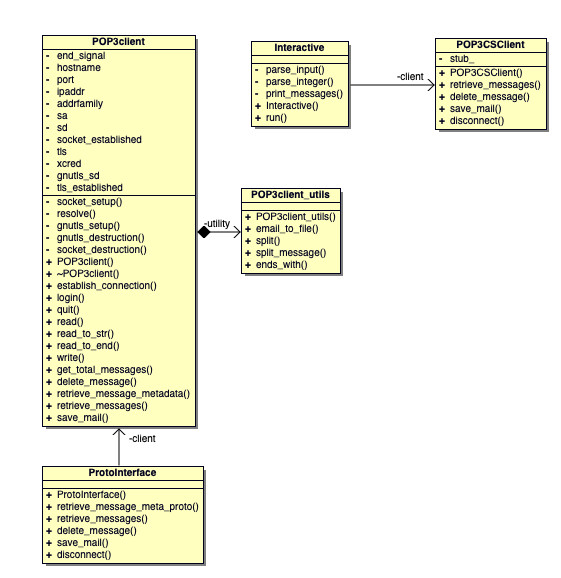 POP3client
- end_signal
- hostname
- port
- ipaddr
- addrfamily
- sa
- sd
- socket_established
- tls
- xcred
- gnutls_sd
- tls_established
- socket_setup()
- resolve()
- gnutls_setup()
- gnutls_destruction()
- socket_destruction()
+ POP3client()
+ ~POP3client()
+ establish_connection()
+ login()
+ quit()
+ read()
+ read_to_str()
+ read_to_end()
+ write()
+ get_total_messages()
+ delete_message()
+ retrieve_message_metadata()
+ retrieve_messages()
+ save_mail()
Interactive
- parse_input()
- parse_integer()
- print_messages()
+ Interactive()
+ run()
-client
POP3CSClient
- stub_
+ POP3CSClient()
+ retrieve_messages()
+ delete_message()
+ save_mail()
+ disconnect()
-utility
POP3client_utils
+ POP3client_utils()
+ email_to_file()
+ split()
+ split_message()
+ ends_with()
-client
ProtoInterface
+ ProtoInterface()
+ retrieve_message_meta_proto()
+ retrieve_messages()
+ delete_message()
+ save_mail()
+ disconnect()